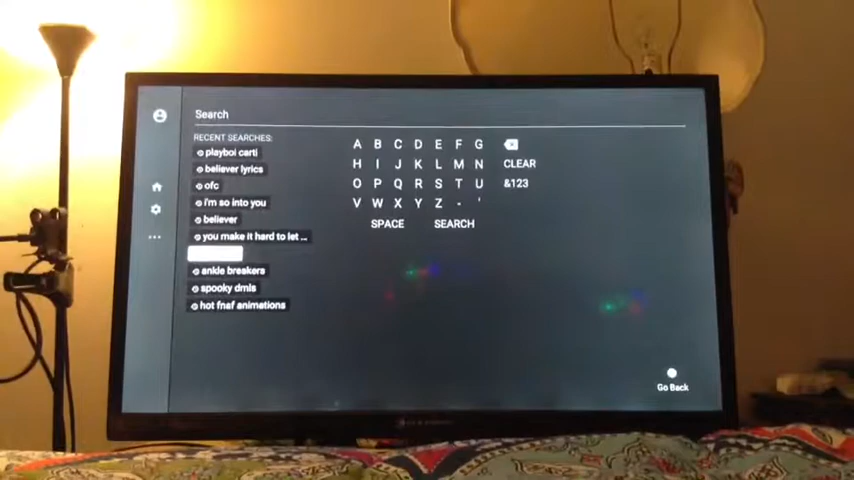 Search
RECENT SEARCHES:
playboi carti
believer lyrics
ofc
i'm so into you
believer
you make it hard to let ...
ankle breakers
spooky dmls
hot fnaf animations
A B C D E F G
H I J K L M N
O P Q R S T U
V W X Y Z - '
SPACE SEARCH
CLEAR
&123
Go Back